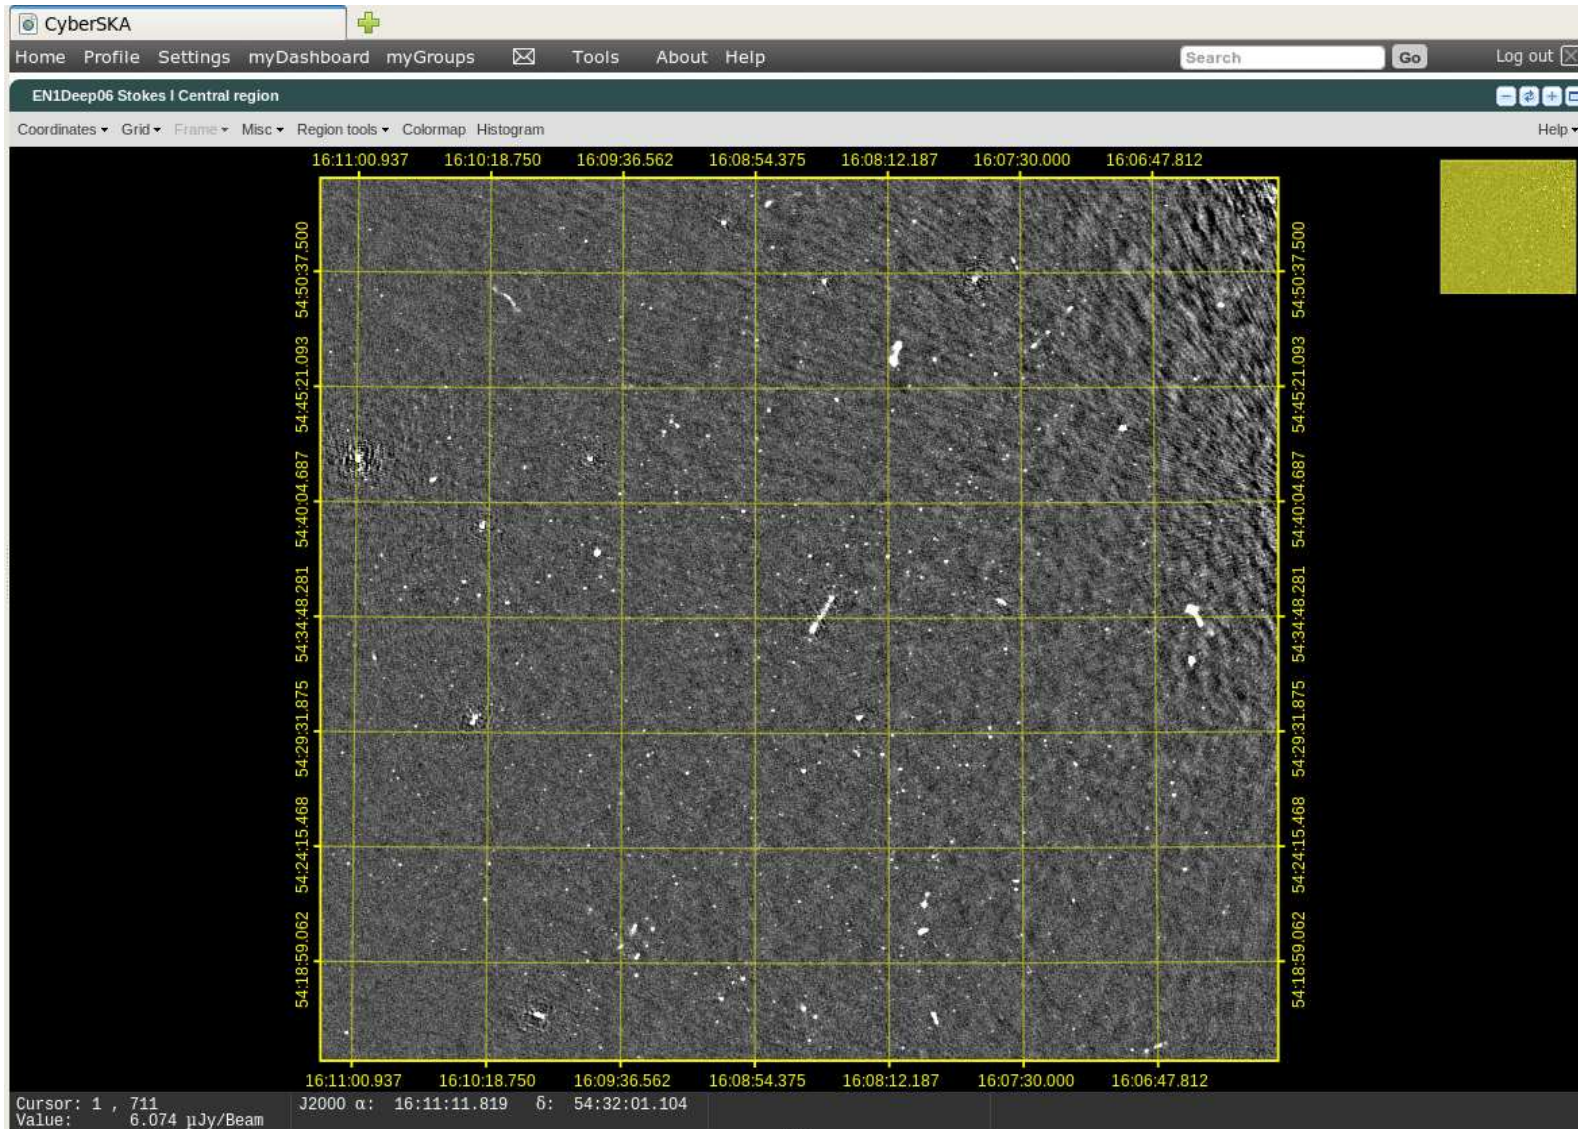 CyberSKA
Home Profile Settings myDashboard myGroups Tools About Help Search Go Log out
EN1Deep06 Stokes I Central region
Coordinates Grid Frame Misc Region tools Colormap Histogram Help
16:11:00.937 16:10:18.750 16:09:36.562 16:08:54.375 16:08:12.187 16:07:30.000 16:06:47.812
54:50:37.500 54:50:37.500
54:45:21.093 54:45:21.093
54:40:04.687 54:40:04.687
54:34:48.281 54:34:48.281
54:29:31.875 54:29:31.875
54:24:15.468 54:24:15.468
54:18:59.062 54:18:59.062
16:11:00.937 16:10:18.750 16:09:36.562 16:08:54.375 16:08:12.187 16:07:30.000 16:06:47.812
Cursor: 1 , 711 J2000 α: 16:11:11.819 δ: 54:32:01.104
Value: 6.074 μJy/Beam